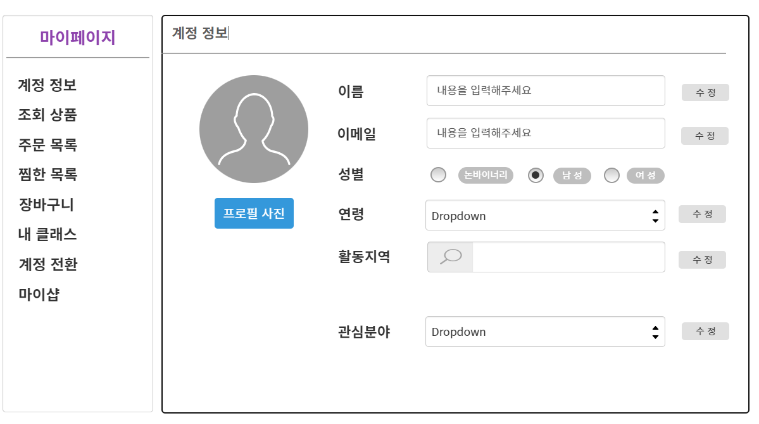 마이페이지
계정 정보
조회 상품
주문 목록
찜한 목록
장바구니
내 클래스
계정 전환
마이샵
계정 정보
프로필 사진
이름
내용을 입력해주세요
수 정
이메일
내용을 입력해주세요
수 정
성별
논바이너리
남 성
여 성
연령
Dropdown
수 정
활동지역
수 정
관심분야
Dropdown
수 정